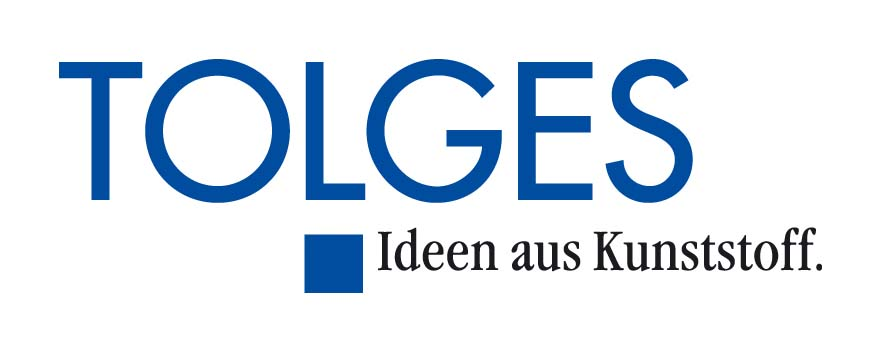 TOLGES
Ideen aus Kunststoff.